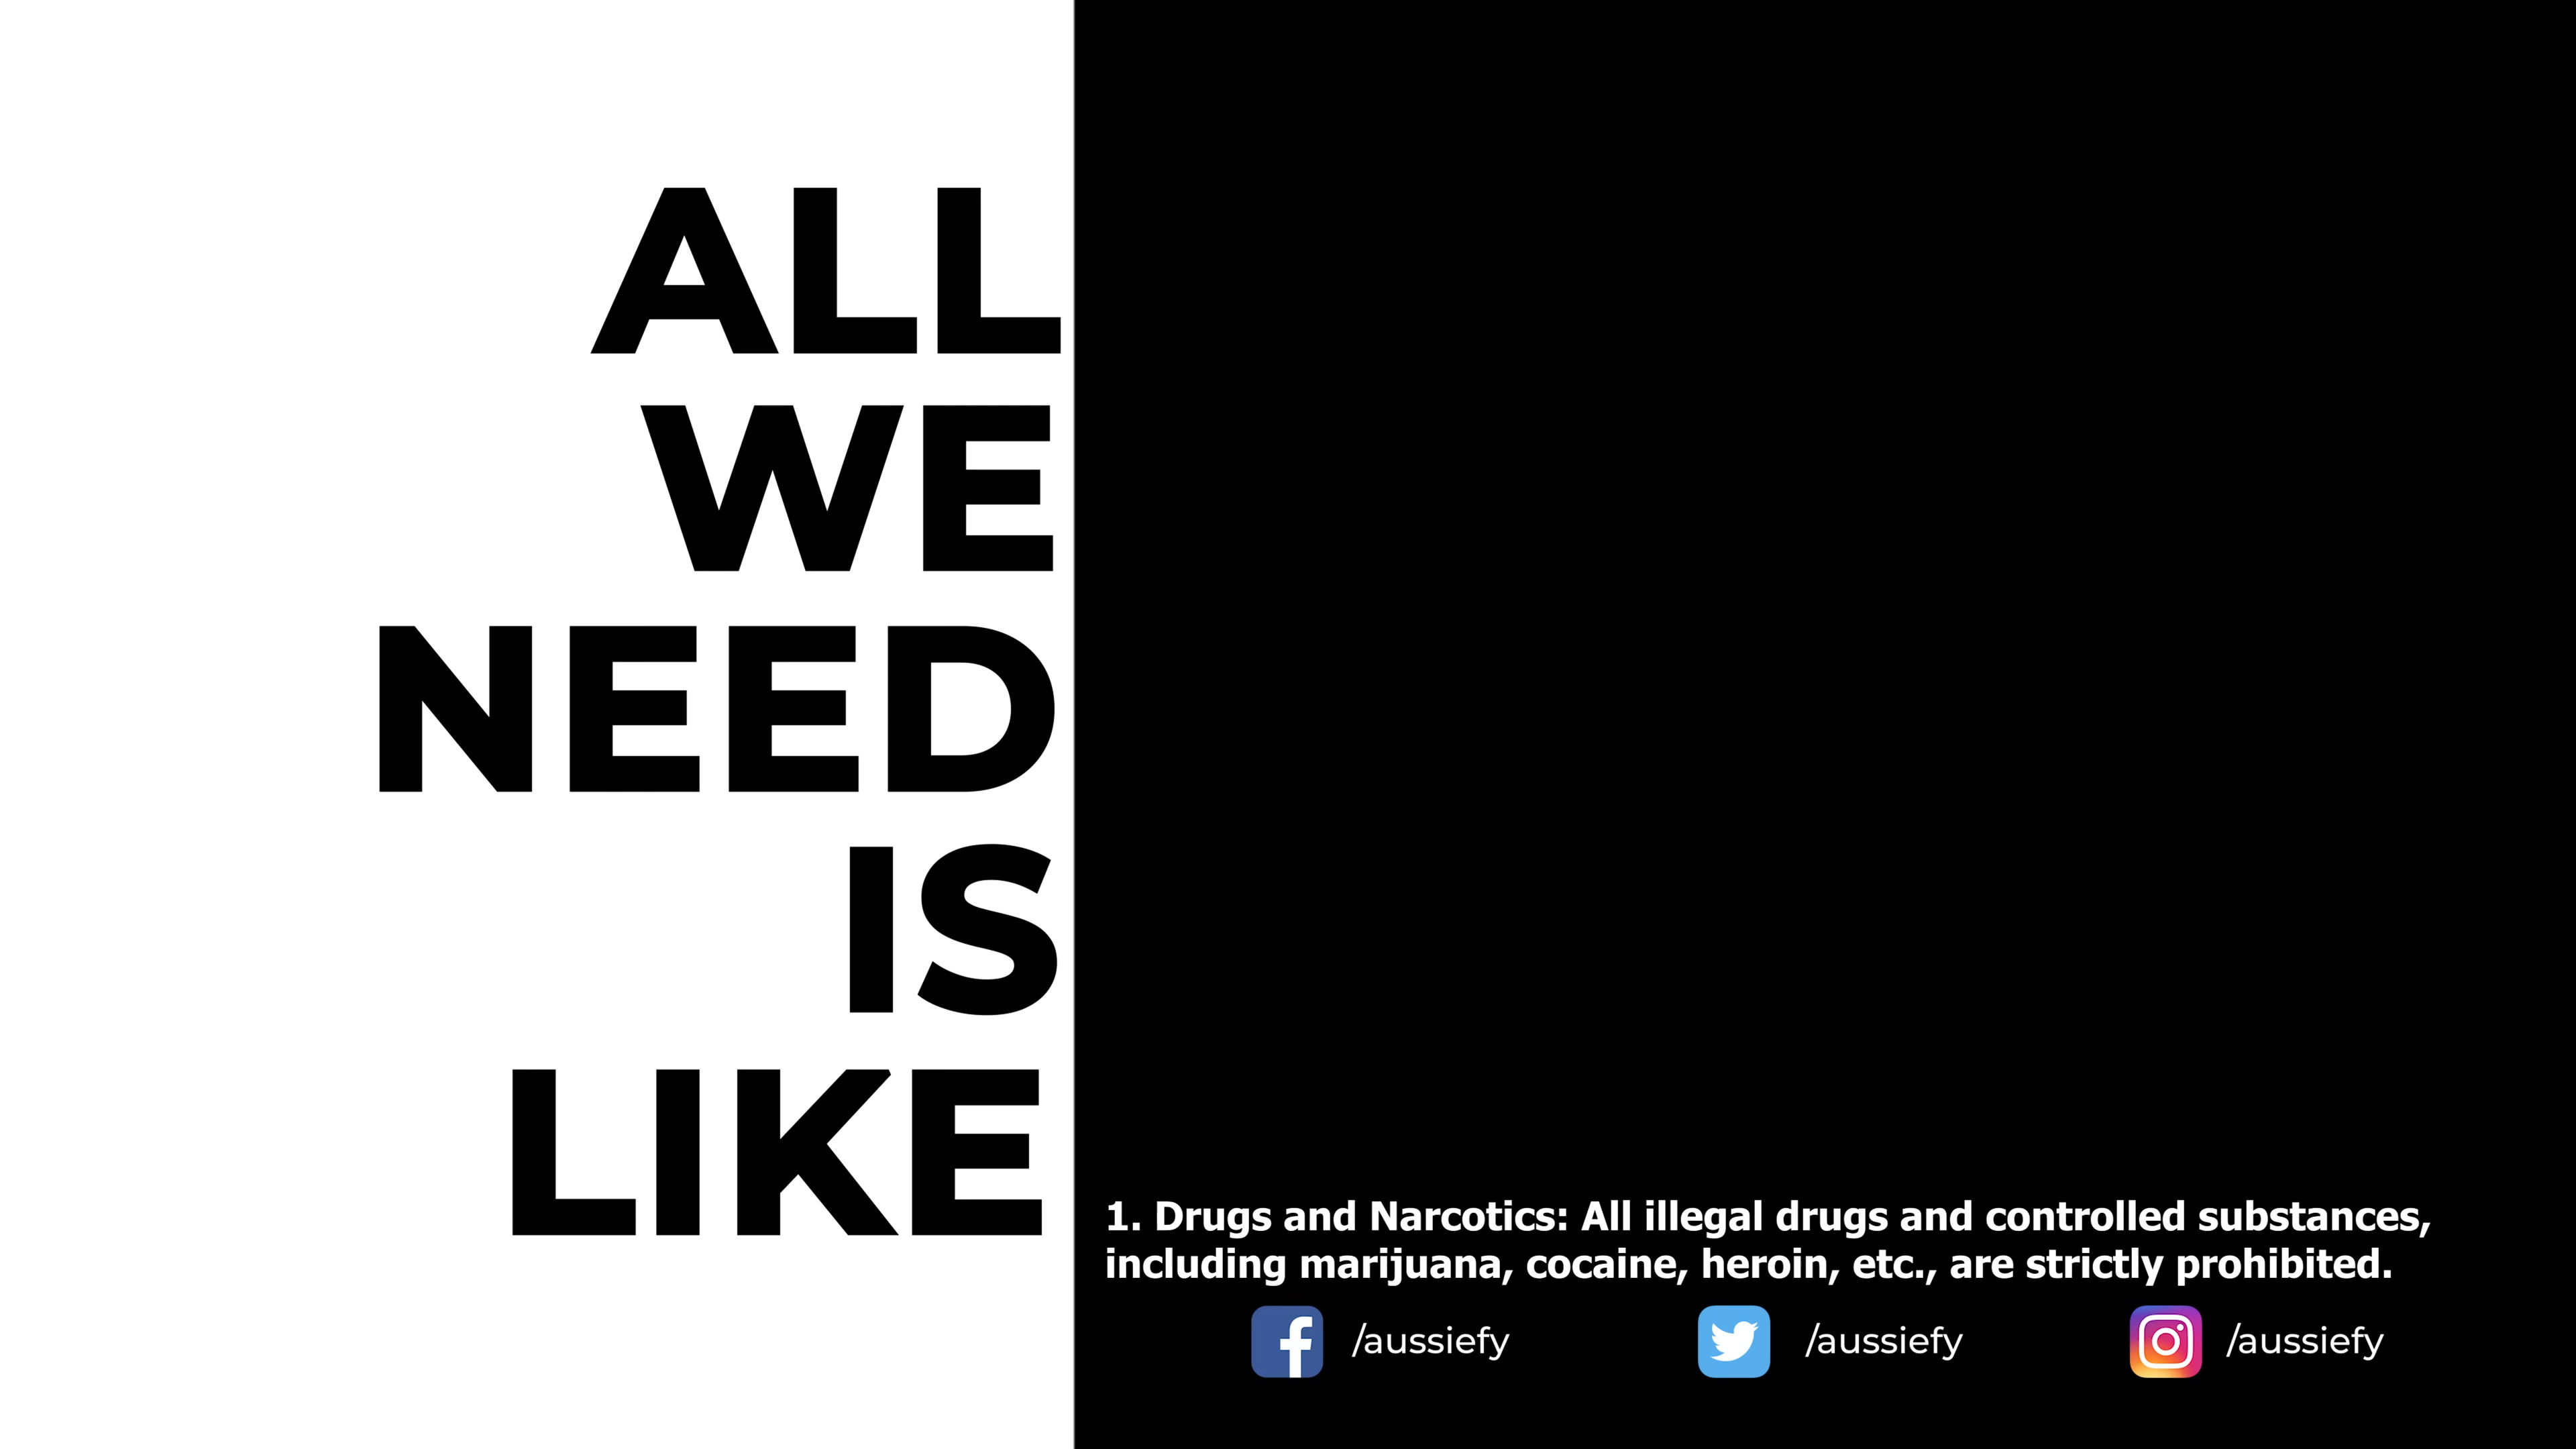 ALL
WE
NEED
IS
LIKE
1. Drugs and Narcotics: All illegal drugs and controlled substances,
including marijuana, cocaine, heroin, etc., are strictly prohibited.
/aussiefy /aussiefy /aussiefy